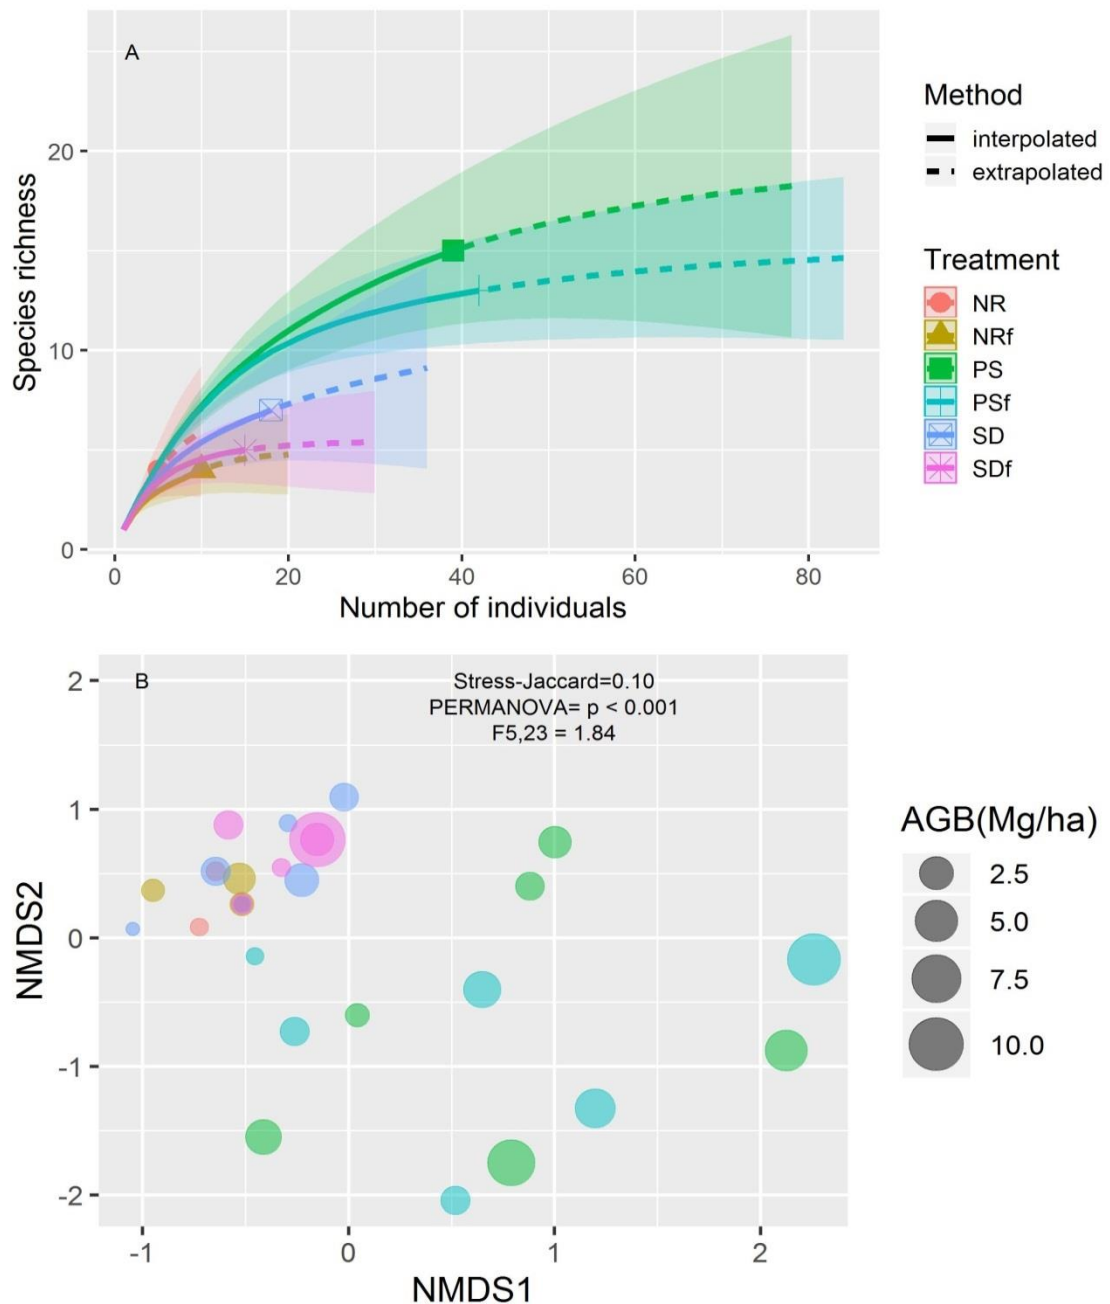 A
20
10
0
0 20 40 60 80
Species richness
Number of individuals
Method
interpolated
extrapolated
Treatment
NR
NRf
PS
PSf
SD
SDf
B
Stress-Jaccard=0.10
PERMANOVA= p < 0.001
F5,23 = 1.84
2
1
0
-1
-2
-1 0 1 2
NMDS2
NMDS1
AGB(Mg/ha)
2.5
5.0
7.5
10.0